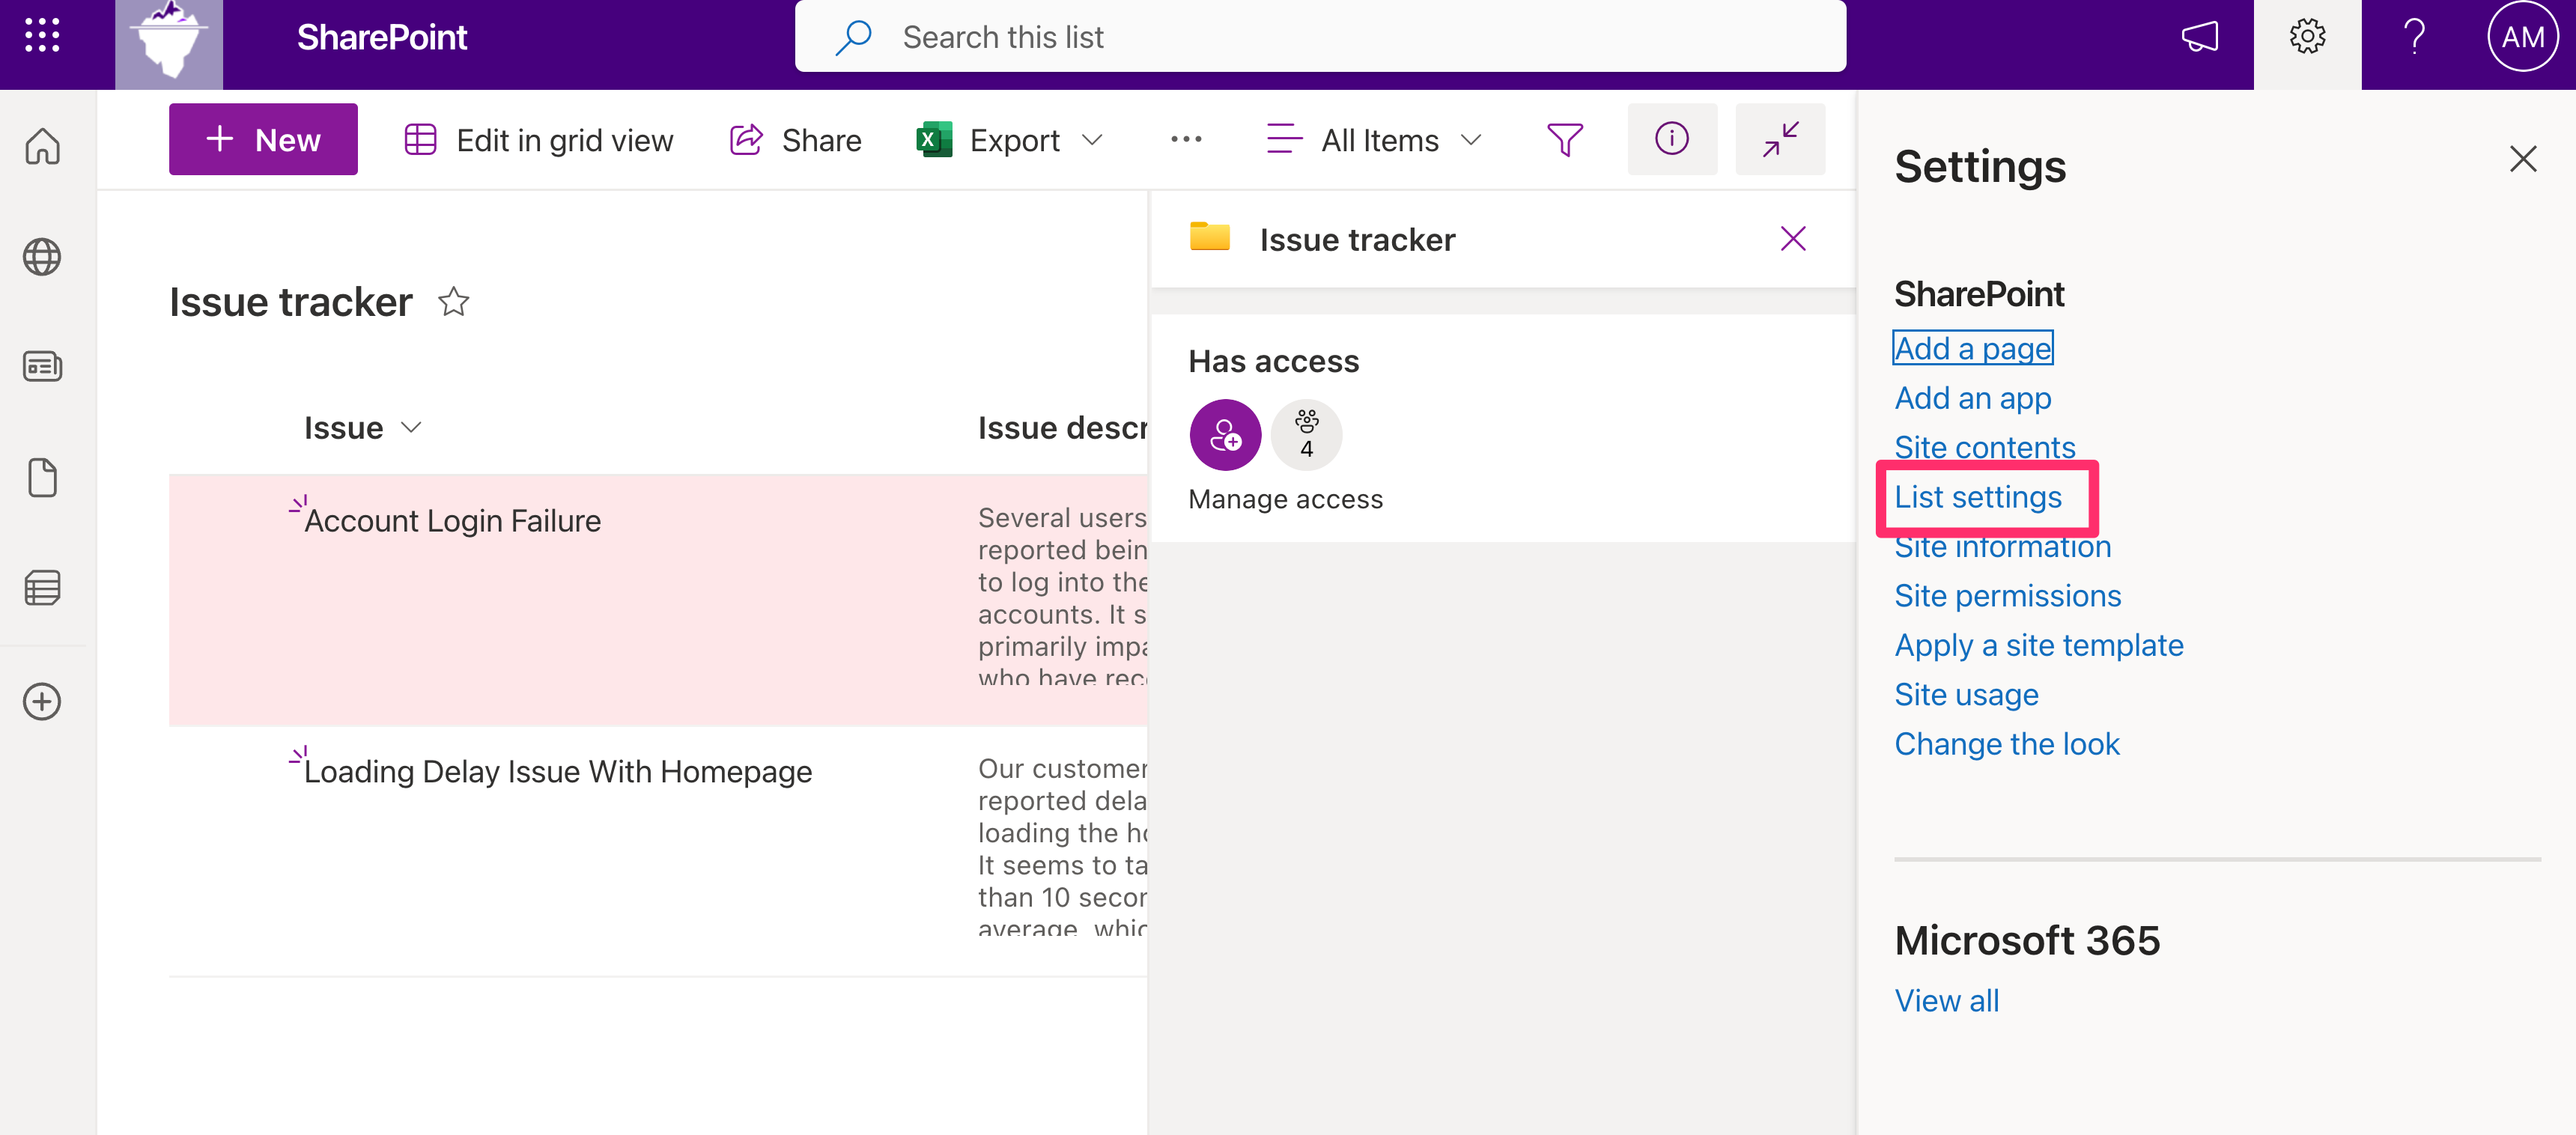 SharePoint
Search this list
AM
New
Edit in grid view
Share
Export
All Items
Issue tracker
Issue
Issue descr
Account Login Failure
Several users
reported bein
to log into the
accounts. It s
primarily impa
who have rec
Loading Delay Issue With Homepage
Our customer
reported dela
loading the ho
It seems to ta
than 10 secor
average, whic
Issue tracker
Has access
4
Manage access
Settings
SharePoint
Add a page
Add an app
Site contents
List settings
Site information
Site permissions
Apply a site template
Site usage
Change the look
Microsoft 365
View all